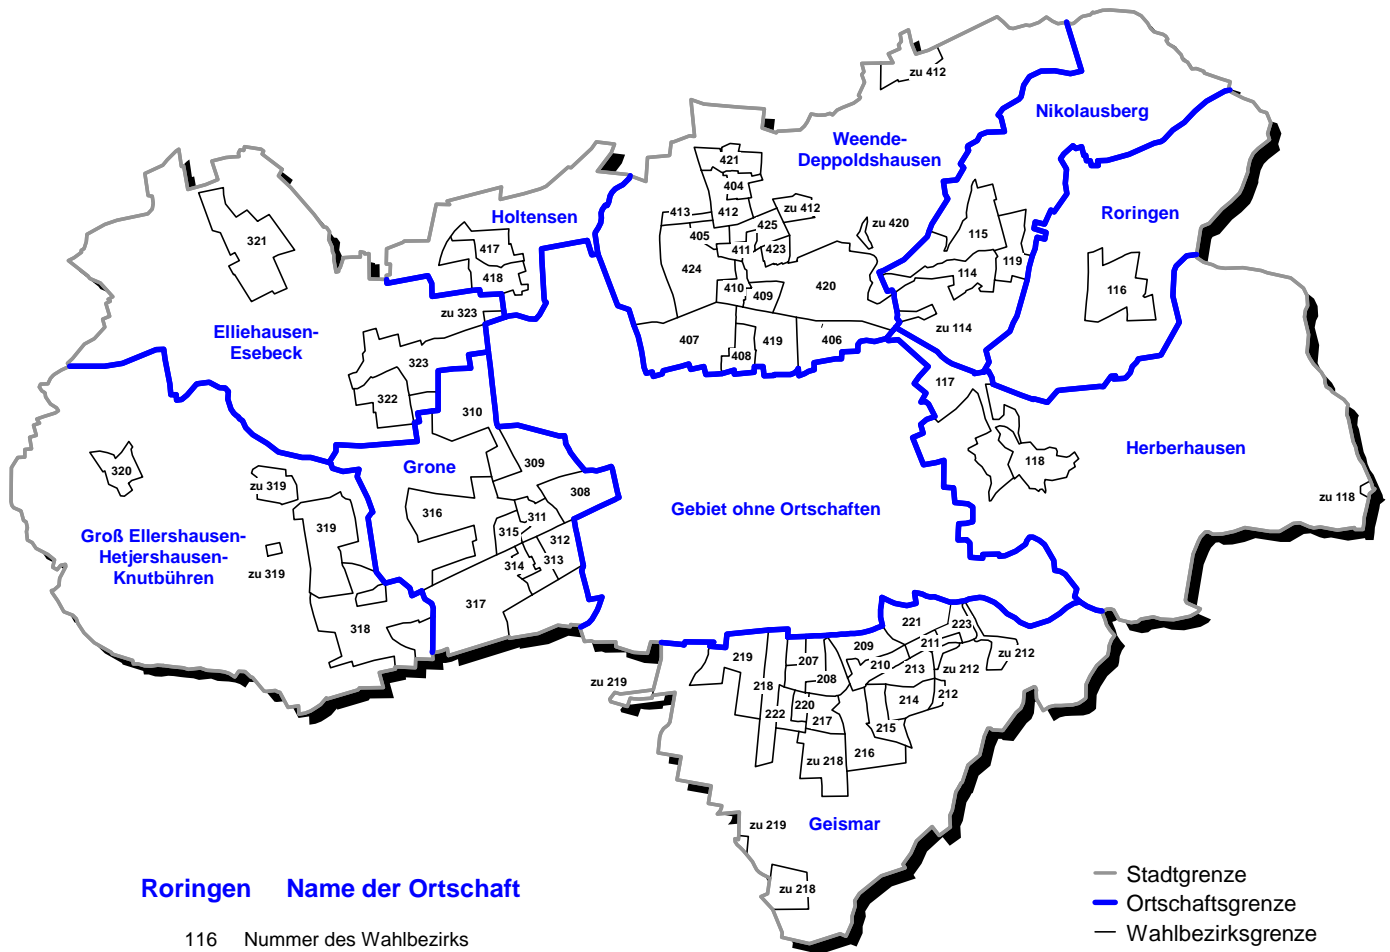 zu 412
Nikolausberg
Weende-
Deppoldshausen
421
404
413
412
zu 412
405
425
zu 420
411
423
424
410
409
420
407
408
419
406
Holtensen
417
418
Roringen
115
119
114
116
zu 114
321
zu 323
Elliehausen-
Esebeck
323
322
310
117
Herberhausen
118
zu 118
Grone
309
308
316
311
315
312
314
313
317
320
zu 319
319
Groß Ellershausen-
Hetjershausen-
Knutbühren
zu 319
318
Gebiet ohne Ortschaften
221
223
209
211
zu 212
219
207
210
213
zu 212
208
zu 219
218
220
214
212
222
217
215
216
zu 218
zu 219
Geismar
zu 218
Roringen Name der Ortschaft
116 Nummer des Wahlbezirks
Stadtgrenze
Ortschaftsgrenze
Wahlbezirksgrenze